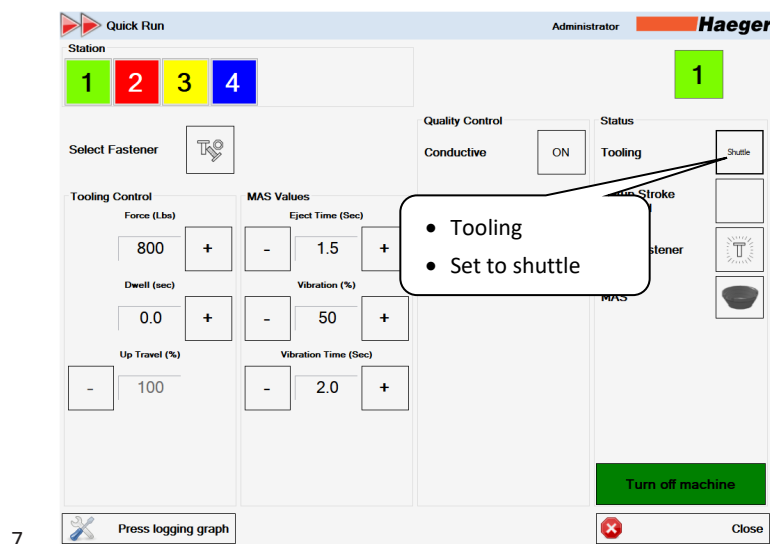 Quick Run
Administrator
Haeger
Station
1 2 3 4
1
Quality Control
Status
Select Fastener
Conductive
ON
Tooling
Shuttle
Stroke
Tooling Control
MAS Values
Force (Lbs)
Eject Time (Sec)
• Tooling
• Set to shuttle
800 +
- 1.5 +
stener
Dwell (sec)
Vibration (%)
MAS
0.0 +
- 50 +
Up Travel (%)
Vibration Time (Sec)
- 100
- 2.0 +
Turn off machine
7
Press logging graph
Close